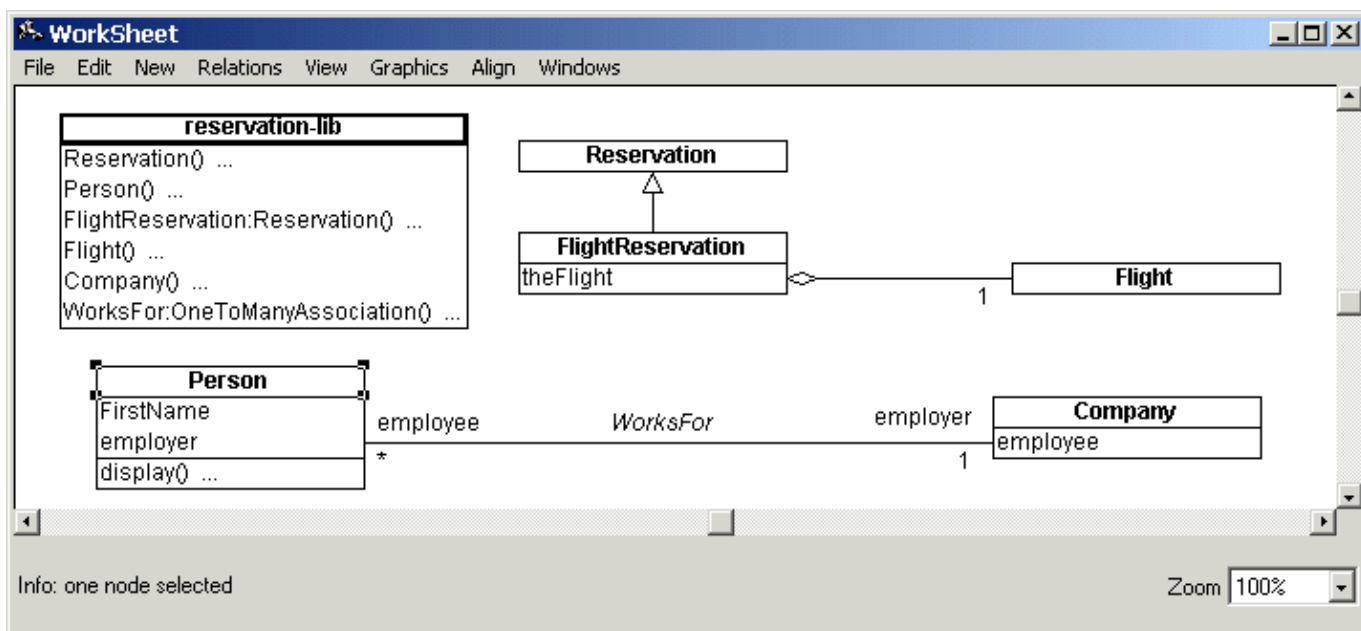 WorkSheet
File Edit New Relations View Graphics Align Windows
reservation-lib
Reservation() ...
Person() ...
FlightReservation:Reservation() ...
Flight() ...
Company() ...
WorksFor:OneToManyAssociation() ...
Reservation
FlightReservation
theFlight
1
Flight
Person
FirstName
employer
display() ...
employee
*
WorksFor
employer
1
Company
employee
Info: one node selected
Zoom 100%